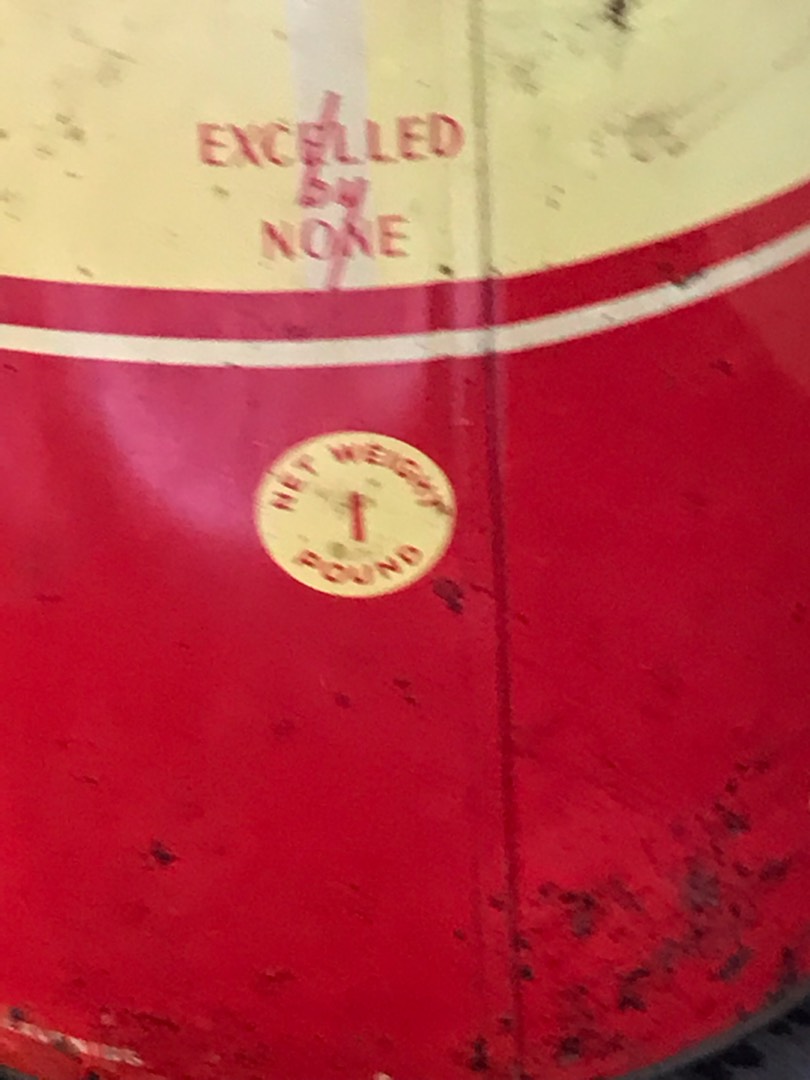 EXCELLED
by
NONE
NET WEIGHT
1
POUND